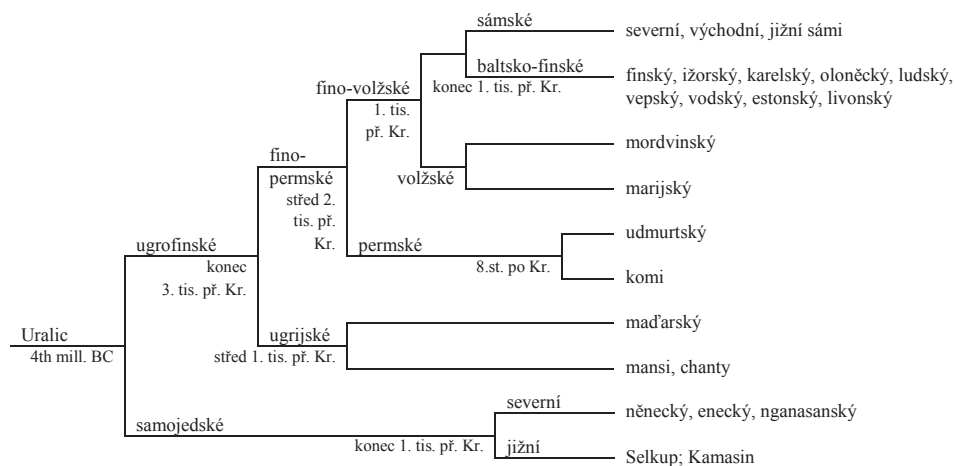 sámské
severní, východní, jižní sámi
baltsko-finské
konec 1. tis. př. Kr.
finský, ižorský, karelský, oloněcký, ludský,
vepský, vodský, estonský, livonský
fino-volžské
1. tis.
př. Kr.
mordvinský
volžské
marijský
fino-
permské
střed 2.
tis. př.
Kr.
udmurtský
permské
8.st. po Kr.
komi
ugrofinské
konec
3. tis. př. Kr.
maďarský
ugrijské
střed 1. tis. př. Kr.
mansi, chanty
Uralic
4th mill. BC
severní
něnecký, enecký, nganasanský
samojedské
konec 1. tis. př. Kr.
jižní
Selkup; Kamasin